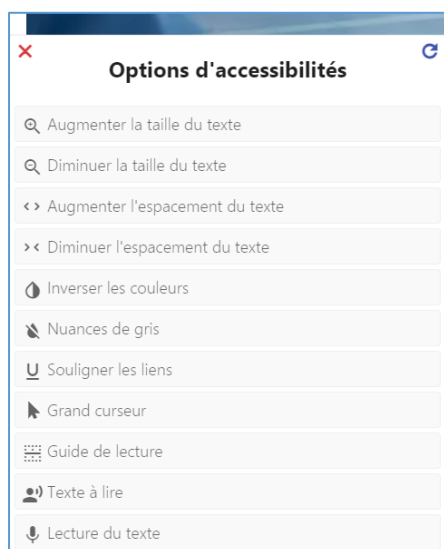 Options d'accessibilités
Augmenter la taille du texte
Diminuer la taille du texte
Augmenter l'espacement du texte
Diminuer l'espacement du texte
Inverser les couleurs
Nuances de gris
Souligner les liens
Grand curseur
Guide de lecture
Texte à lire
Lecture du texte